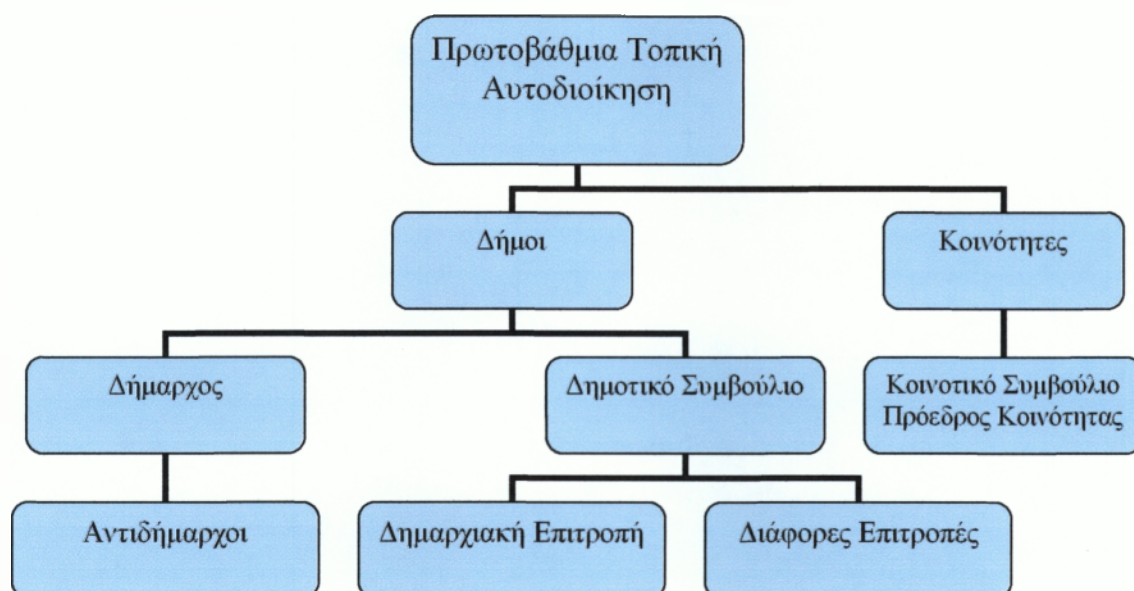 Πρωτοβάθμια Τοπική
Αυτοδιοίκηση
Δήμοι
Κοινότητες
Δήμαρχος
Δημοτικό Συμβούλιο
Κοινοτικό Συμβούλιο
Πρόεδρος Κοινότητας
Αντιδήμαρχοι
Δημαρχιακή Επιτροπή
Διάφορες Επιτροπές